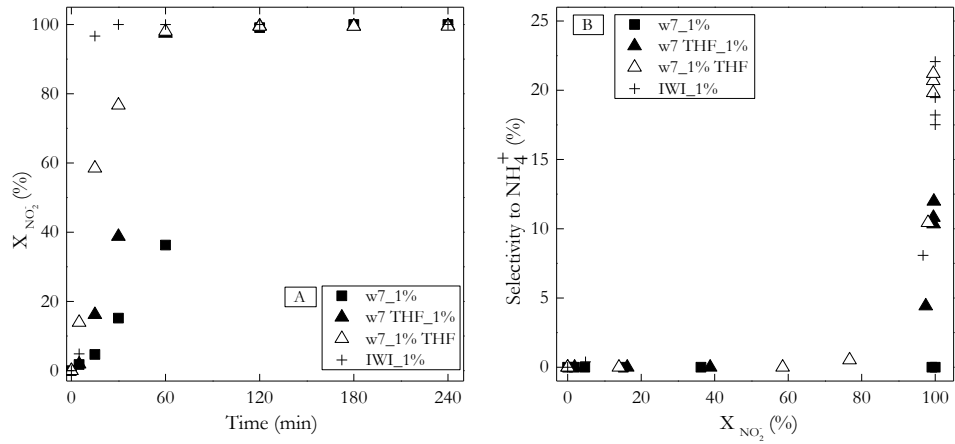 100
80
60
40
20
0
X NO₂⁻ (%)
A
w7_1%
w7 THF_1%
w7_1% THF
IWI_1%
0 60 120 180 240
Time (min)
25
20
15
10
5
0
Selectivity to NH₄⁺ (%)
B
w7_1%
w7 THF_1%
w7_1% THF
IWI_1%
0 20 40 60 80 100
X NO₂⁻ (%)